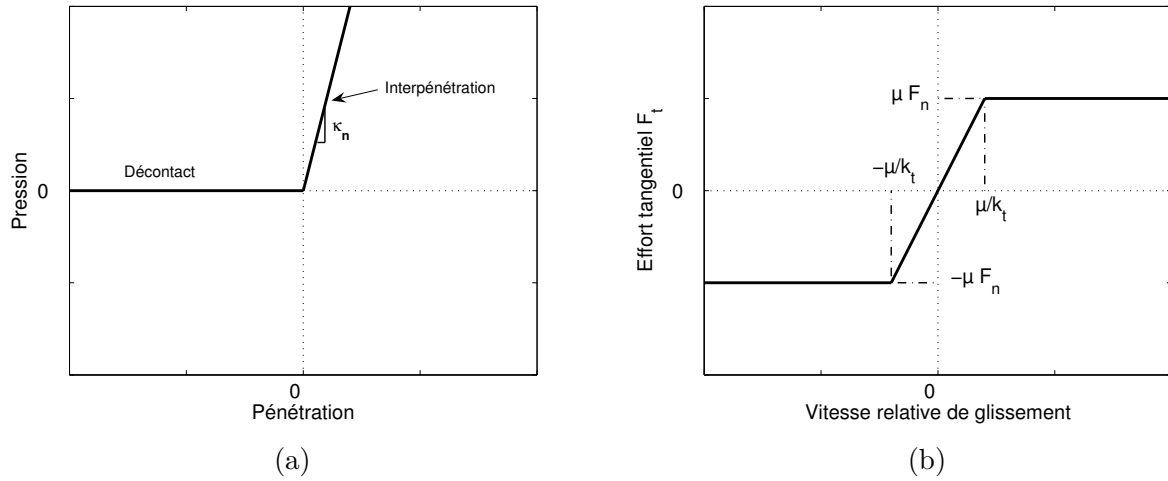 Interpénétration
κn
Décontact
0
Pression
0
Pénétration
(a)
μ Fn
−μ/kt
0
μ/kt
−μ Fn
Effort tangentiel Ft
0
Vitesse relative de glissement
(b)